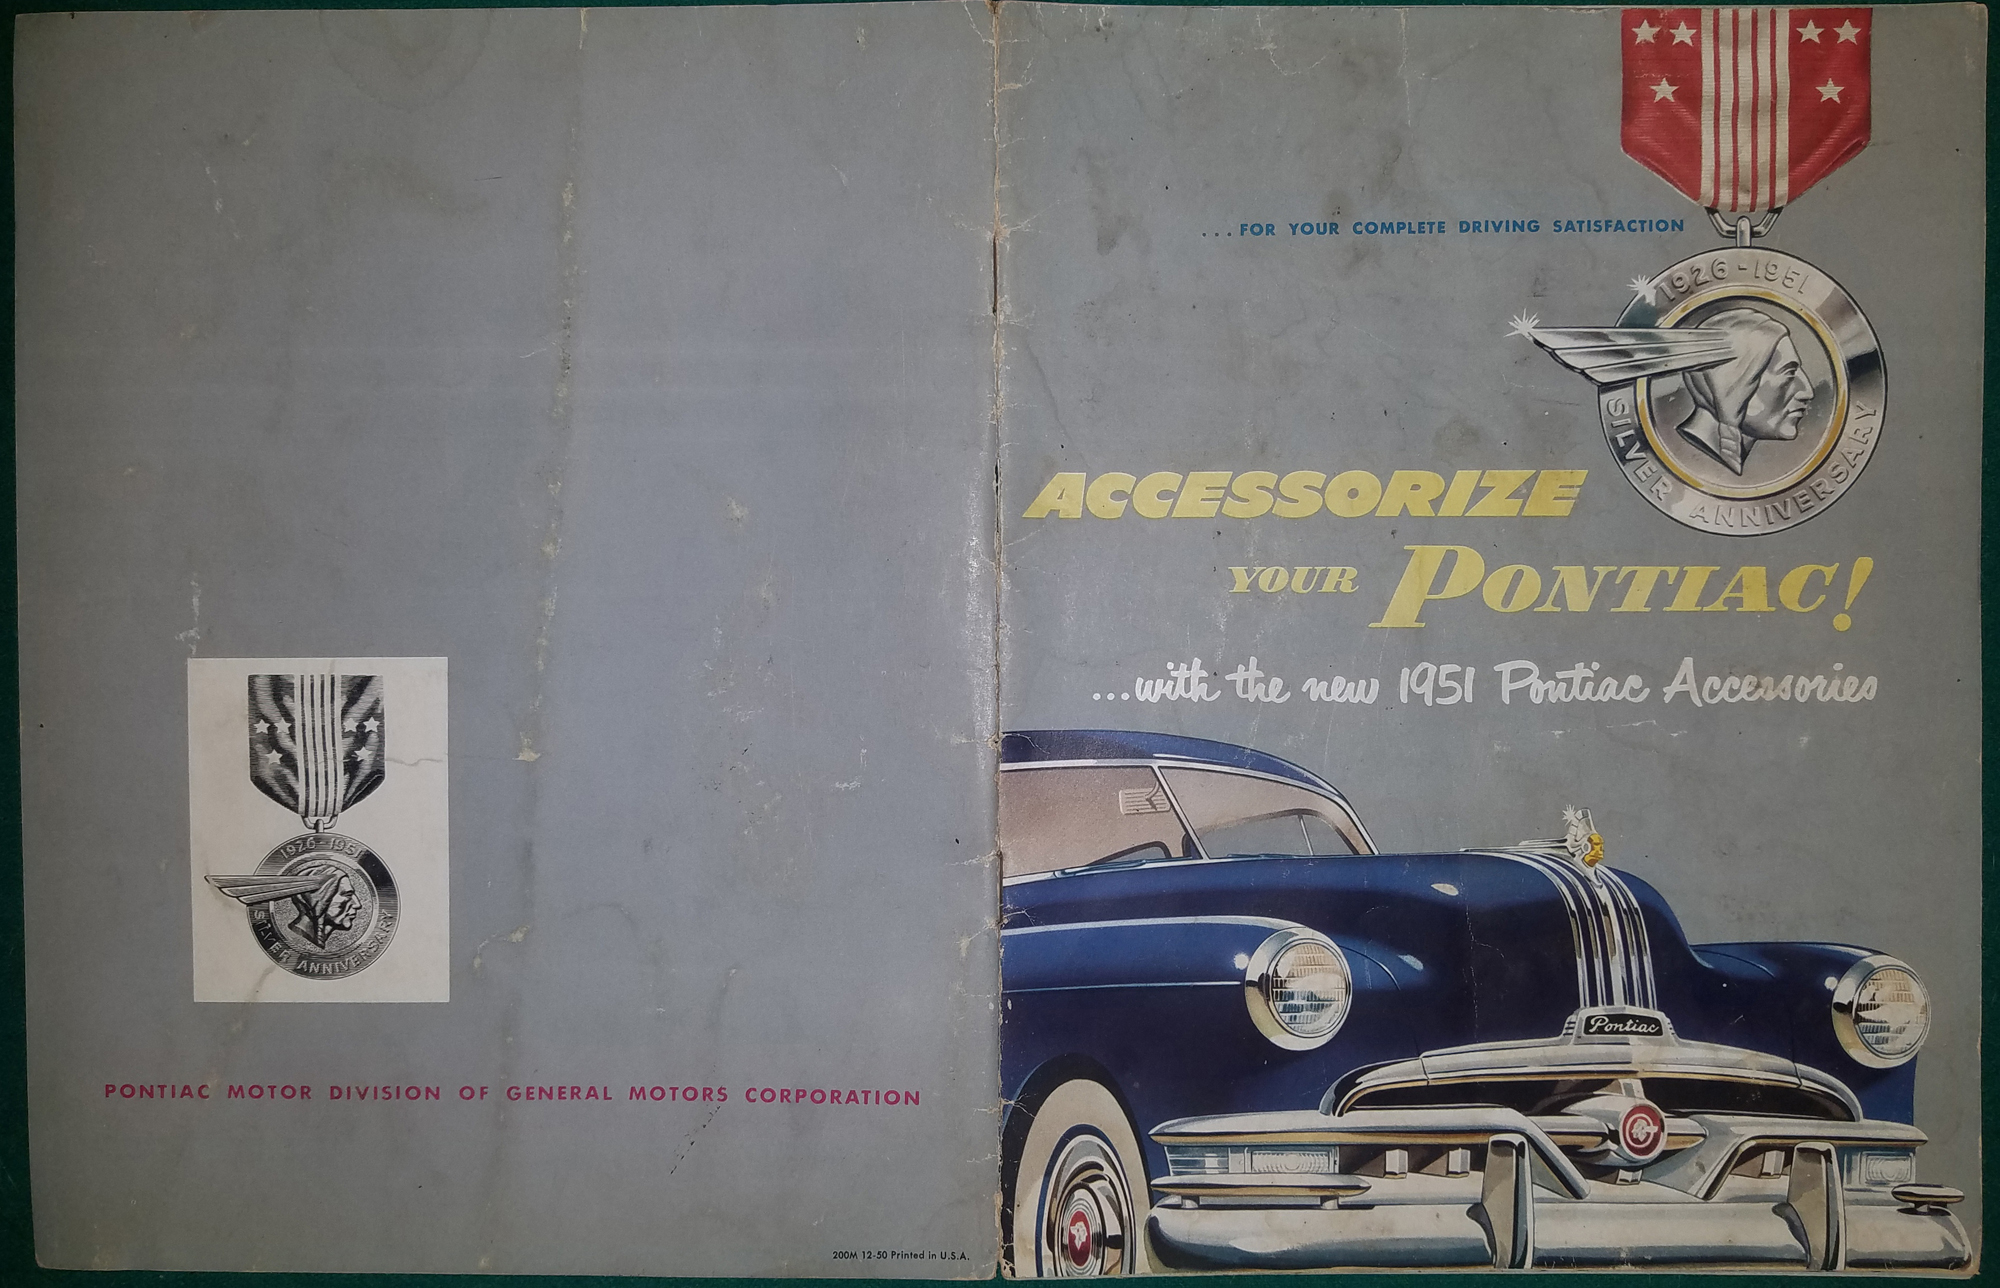 1926-1951
SILVER ANNIVERSARY
PONTIAC MOTOR DIVISION OF GENERAL MOTORS CORPORATION
200M 12-50 Printed in U.S.A.
...FOR YOUR COMPLETE DRIVING SATISFACTION
1926-1951
SILVER ANNIVERSARY
ACCESSORIZE
YOUR PONTIAC!
...with the new 1951 Pontiac Accessories
Pontiac